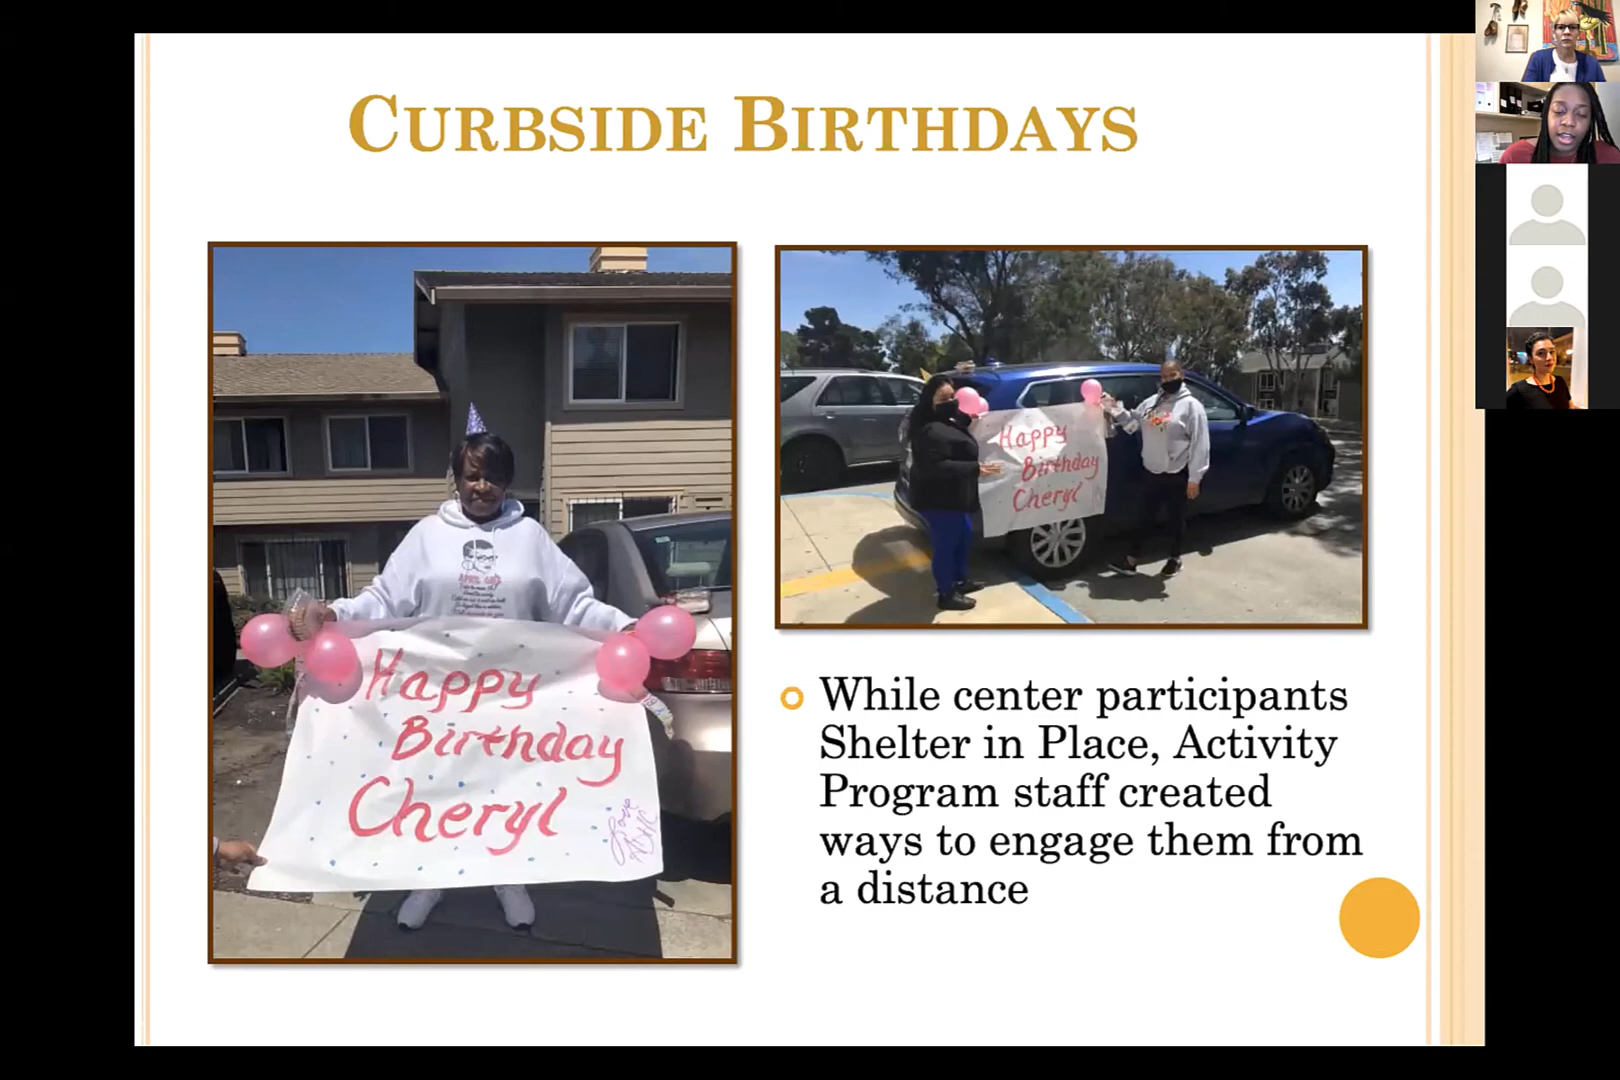 CURBSIDE BIRTHDAYS
Happy
Birthday
Cheryl
Love
Happy
Birthday
Cheryl
While center participants
Shelter in Place, Activity
Program staff created
ways to engage them from
a distance